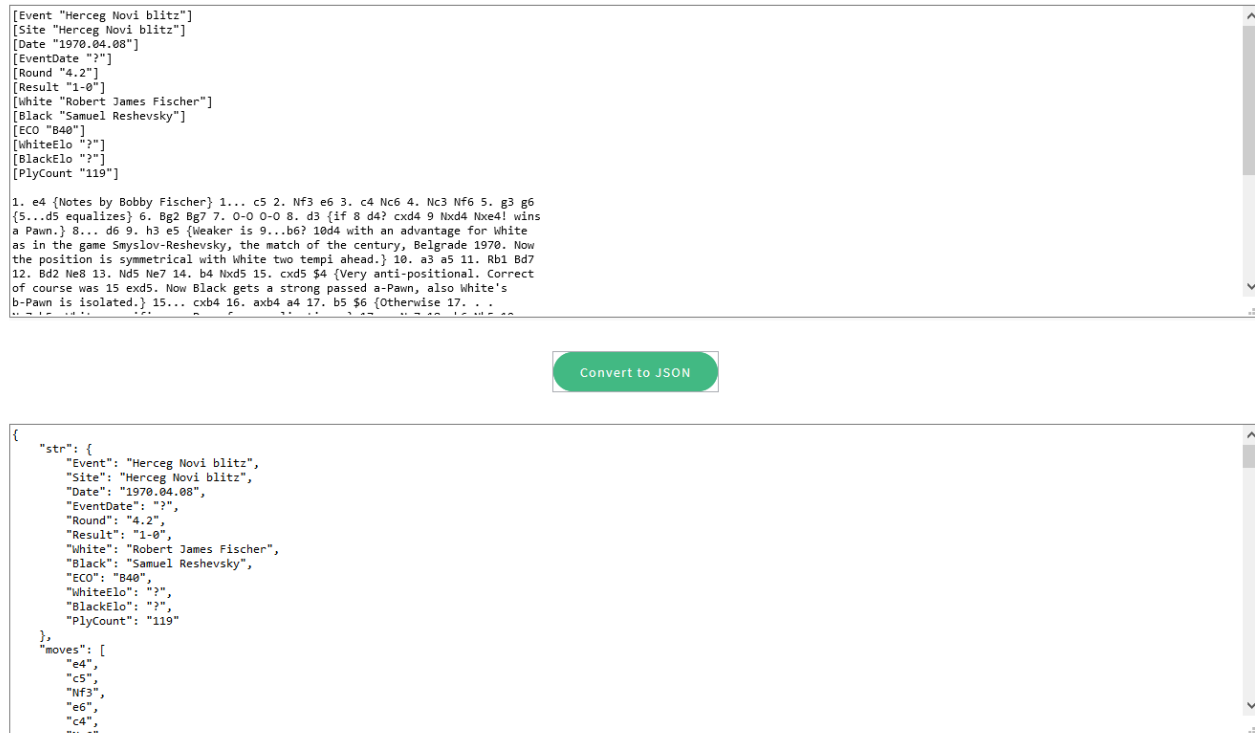 [Event "Herceg Novi blitz"]
[Site "Herceg Novi blitz"]
[Date "1970.04.08"]
[EventDate "?"]
[Round "4.2"]
[Result "1-0"]
[White "Robert James Fischer"]
[Black "Samuel Reshevsky"]
[ECO "B40"]
[WhiteElo "?"]
[BlackElo "?"]
[PlyCount "119"]
1. e4 {Notes by Bobby Fischer} 1... c5 2. Nf3 e6 3. c4 Nc6 4. Nc3 Nf6 5. g3 g6
{5...d5 equalizes} 6. Bg2 Bg7 7. O-O O-O 8. d3 {if 8 d4? cxd4 9 Nxd4 Nxe4! wins
a Pawn.} 8... d6 9. h3 e5 {Weaker is 9...b6? 10d4 with an advantage for White
as in the game Smyslov-Reshevsky, the match of the century, Belgrade 1970. Now
the position is symmetrical with White two tempi ahead.} 10. a3 a5 11. Rb1 Bd7
12. Bd2 Ne8 13. Nd5 Ne7 14. b4 Nxd5 15. cxd5 $4 {Very anti-positional. Correct
of course was 15 exd5. Now Black gets a strong passed a-Pawn, also White's
b-Pawn is isolated.} 15... cxb4 16. axb4 a4 17. b5 $6 {Otherwise 17. . .
Convert to JSON
{
"str": {
"Event": "Herceg Novi blitz",
"Site": "Herceg Novi blitz",
"Date": "1970.04.08",
"EventDate": "?",
"Round": "4.2",
"Result": "1-0",
"White": "Robert James Fischer",
"Black": "Samuel Reshevsky",
"ECO": "B40",
"WhiteElo": "?",
"BlackElo": "?",
"PlyCount": "119"
},
"moves": [
"e4",
"c5",
"Nf3",
"e6",
"c4",